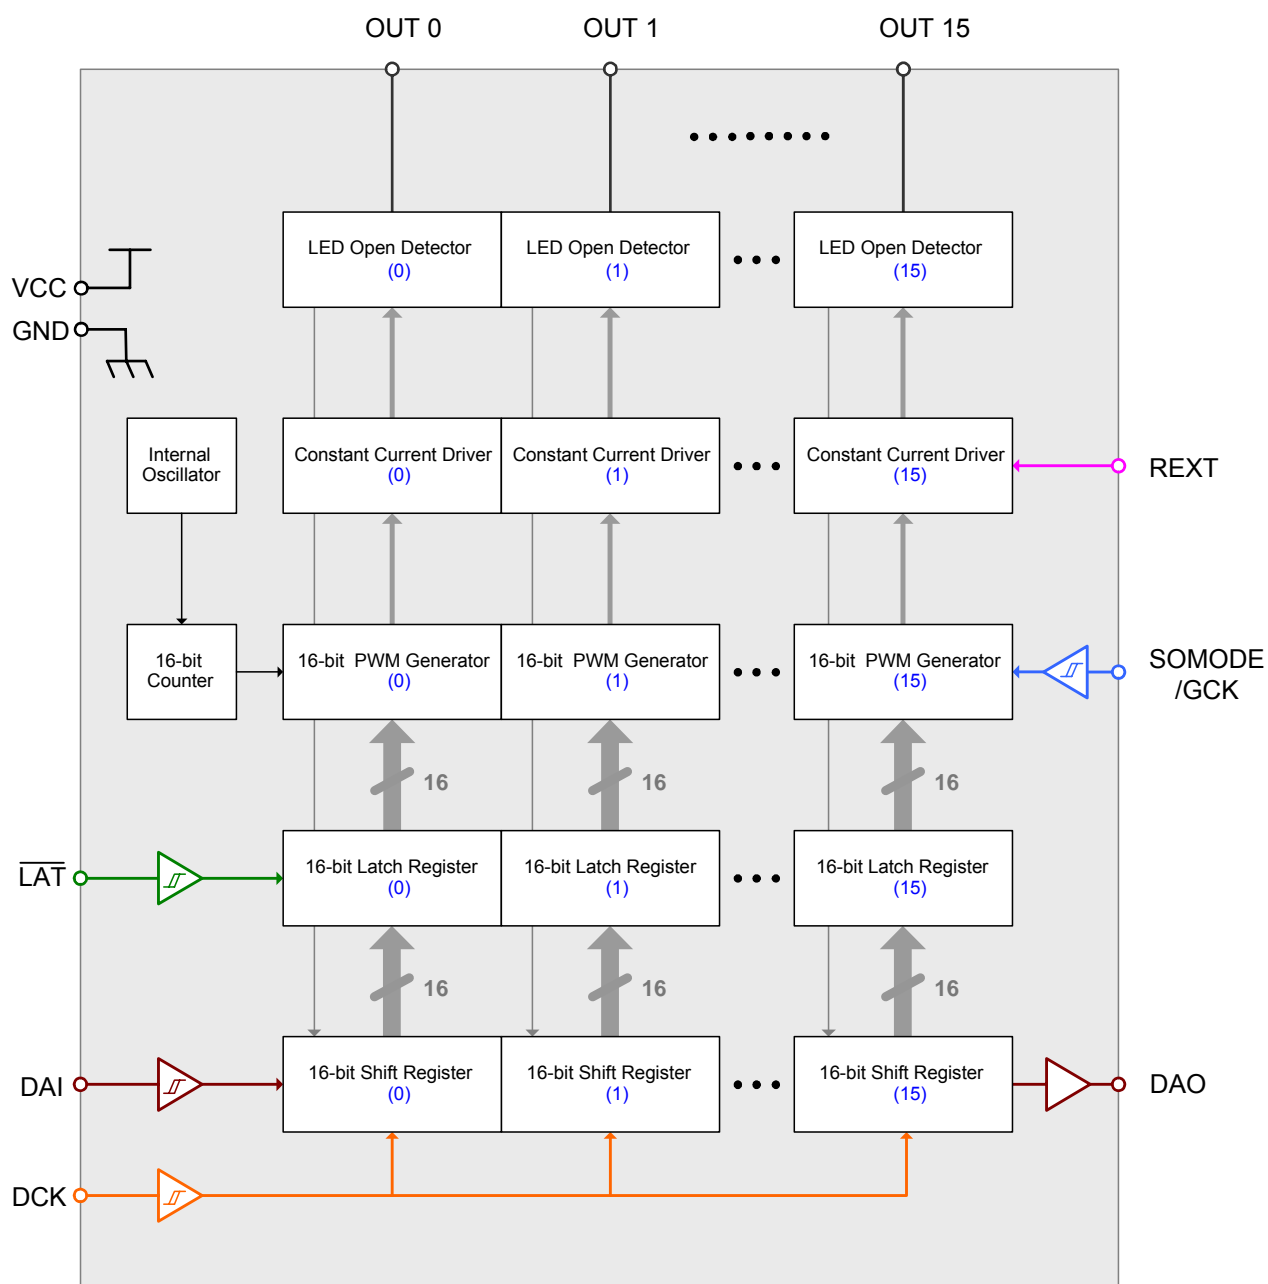 OUT 0 OUT 1 OUT 15
LED Open Detector LED Open Detector LED Open Detector
(0) (1) (15)
VCC
GND
Internal Constant Current Driver Constant Current Driver Constant Current Driver
Oscillator (0) (1) (15) REXT
16-bit 16-bit PWM Generator 16-bit PWM Generator 16-bit PWM Generator SOMODE
Counter (0) (1) (15) /GCK
16 16 16
16-bit Latch Register 16-bit Latch Register 16-bit Latch Register
LAT (0) (1) (15)
16 16 16
16-bit Shift Register 16-bit Shift Register 16-bit Shift Register
DAI (0) (1) (15) DAO
DCK